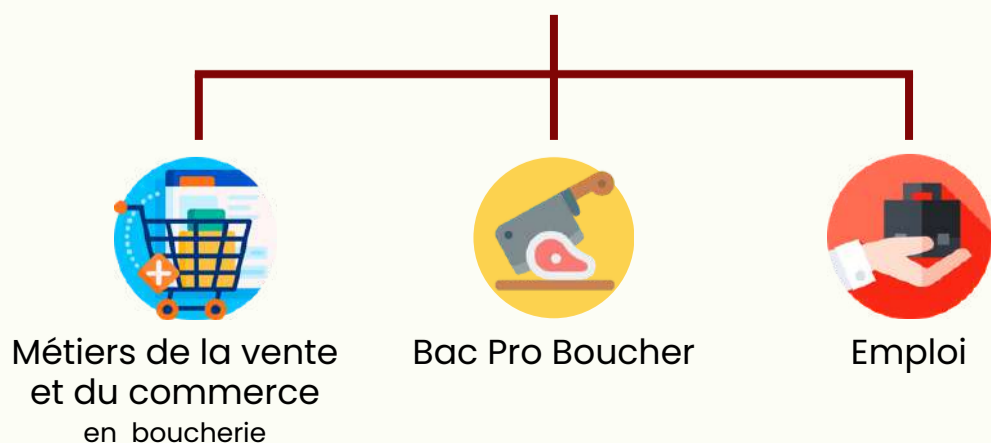 Métiers de la vente
et du commerce
en boucherie
Bac Pro Boucher
Emploi